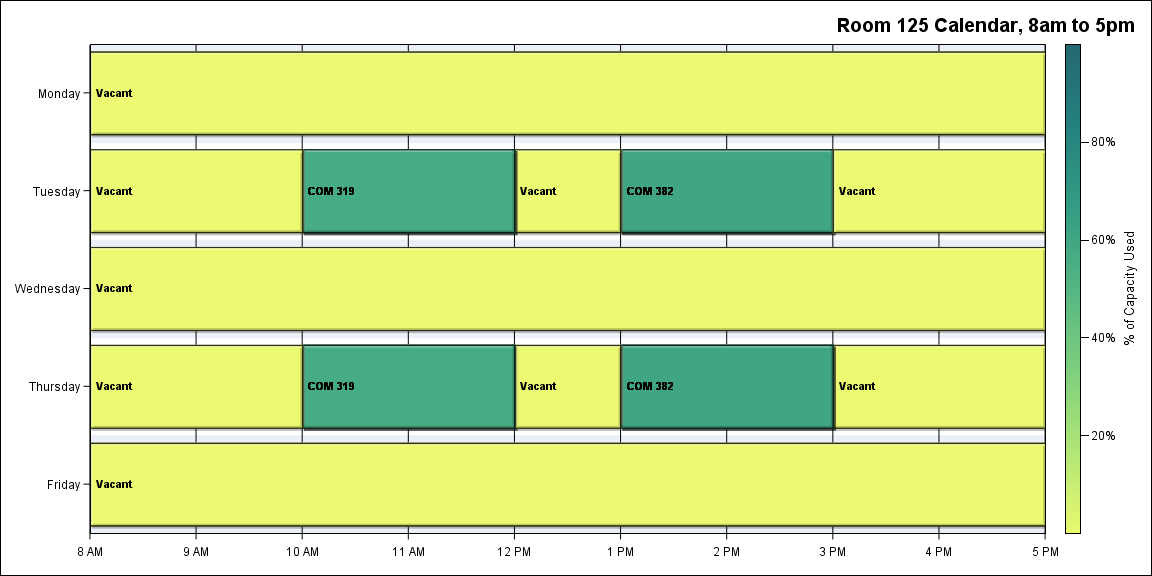 Room 125 Calendar, 8am to 5pm
Monday
Vacant
Tuesday
Vacant
COM 319
Vacant
COM 382
Vacant
Wednesday
Vacant
Thursday
Vacant
COM 319
Vacant
COM 382
Vacant
Friday
Vacant
8 AM
9 AM
10 AM
11 AM
12 PM
1 PM
2 PM
3 PM
4 PM
5 PM
80%
60%
40%
20%
% of Capacity Used